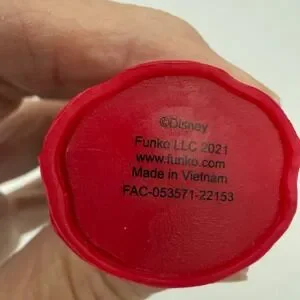 ©Disney
Funko LLC 2021
www.funko.com
Made in Vietnam
FAC-053571-22153